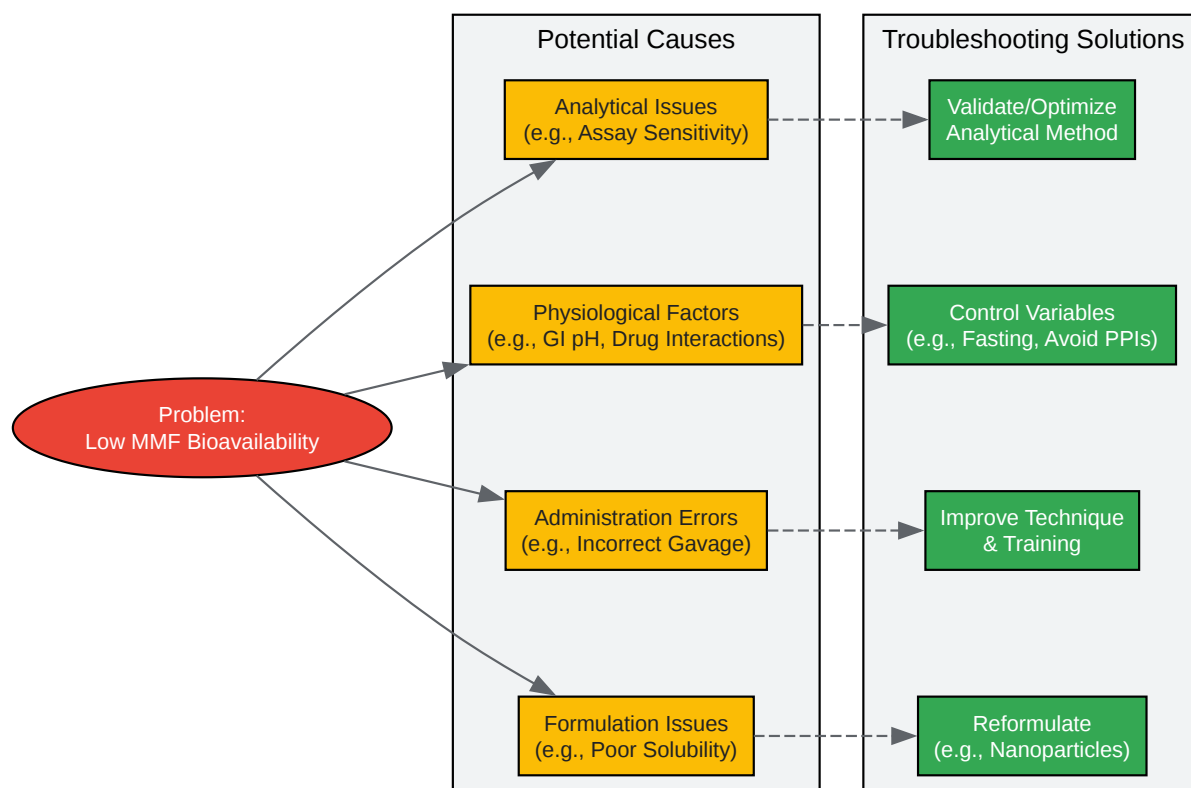 Potential Causes
Troubleshooting Solutions
Analytical Issues
(e.g., Assay Sensitivity)
Validate/Optimize
Analytical Method
Physiological Factors
(e.g., GI pH, Drug Interactions)
Control Variables
(e.g., Fasting, Avoid PPIs)
Problem:
Low MMF Bioavailability
Administration Errors
(e.g., Incorrect Gavage)
Improve Technique
& Training
Formulation Issues
(e.g., Poor Solubility)
Reformulate
(e.g., Nanoparticles)